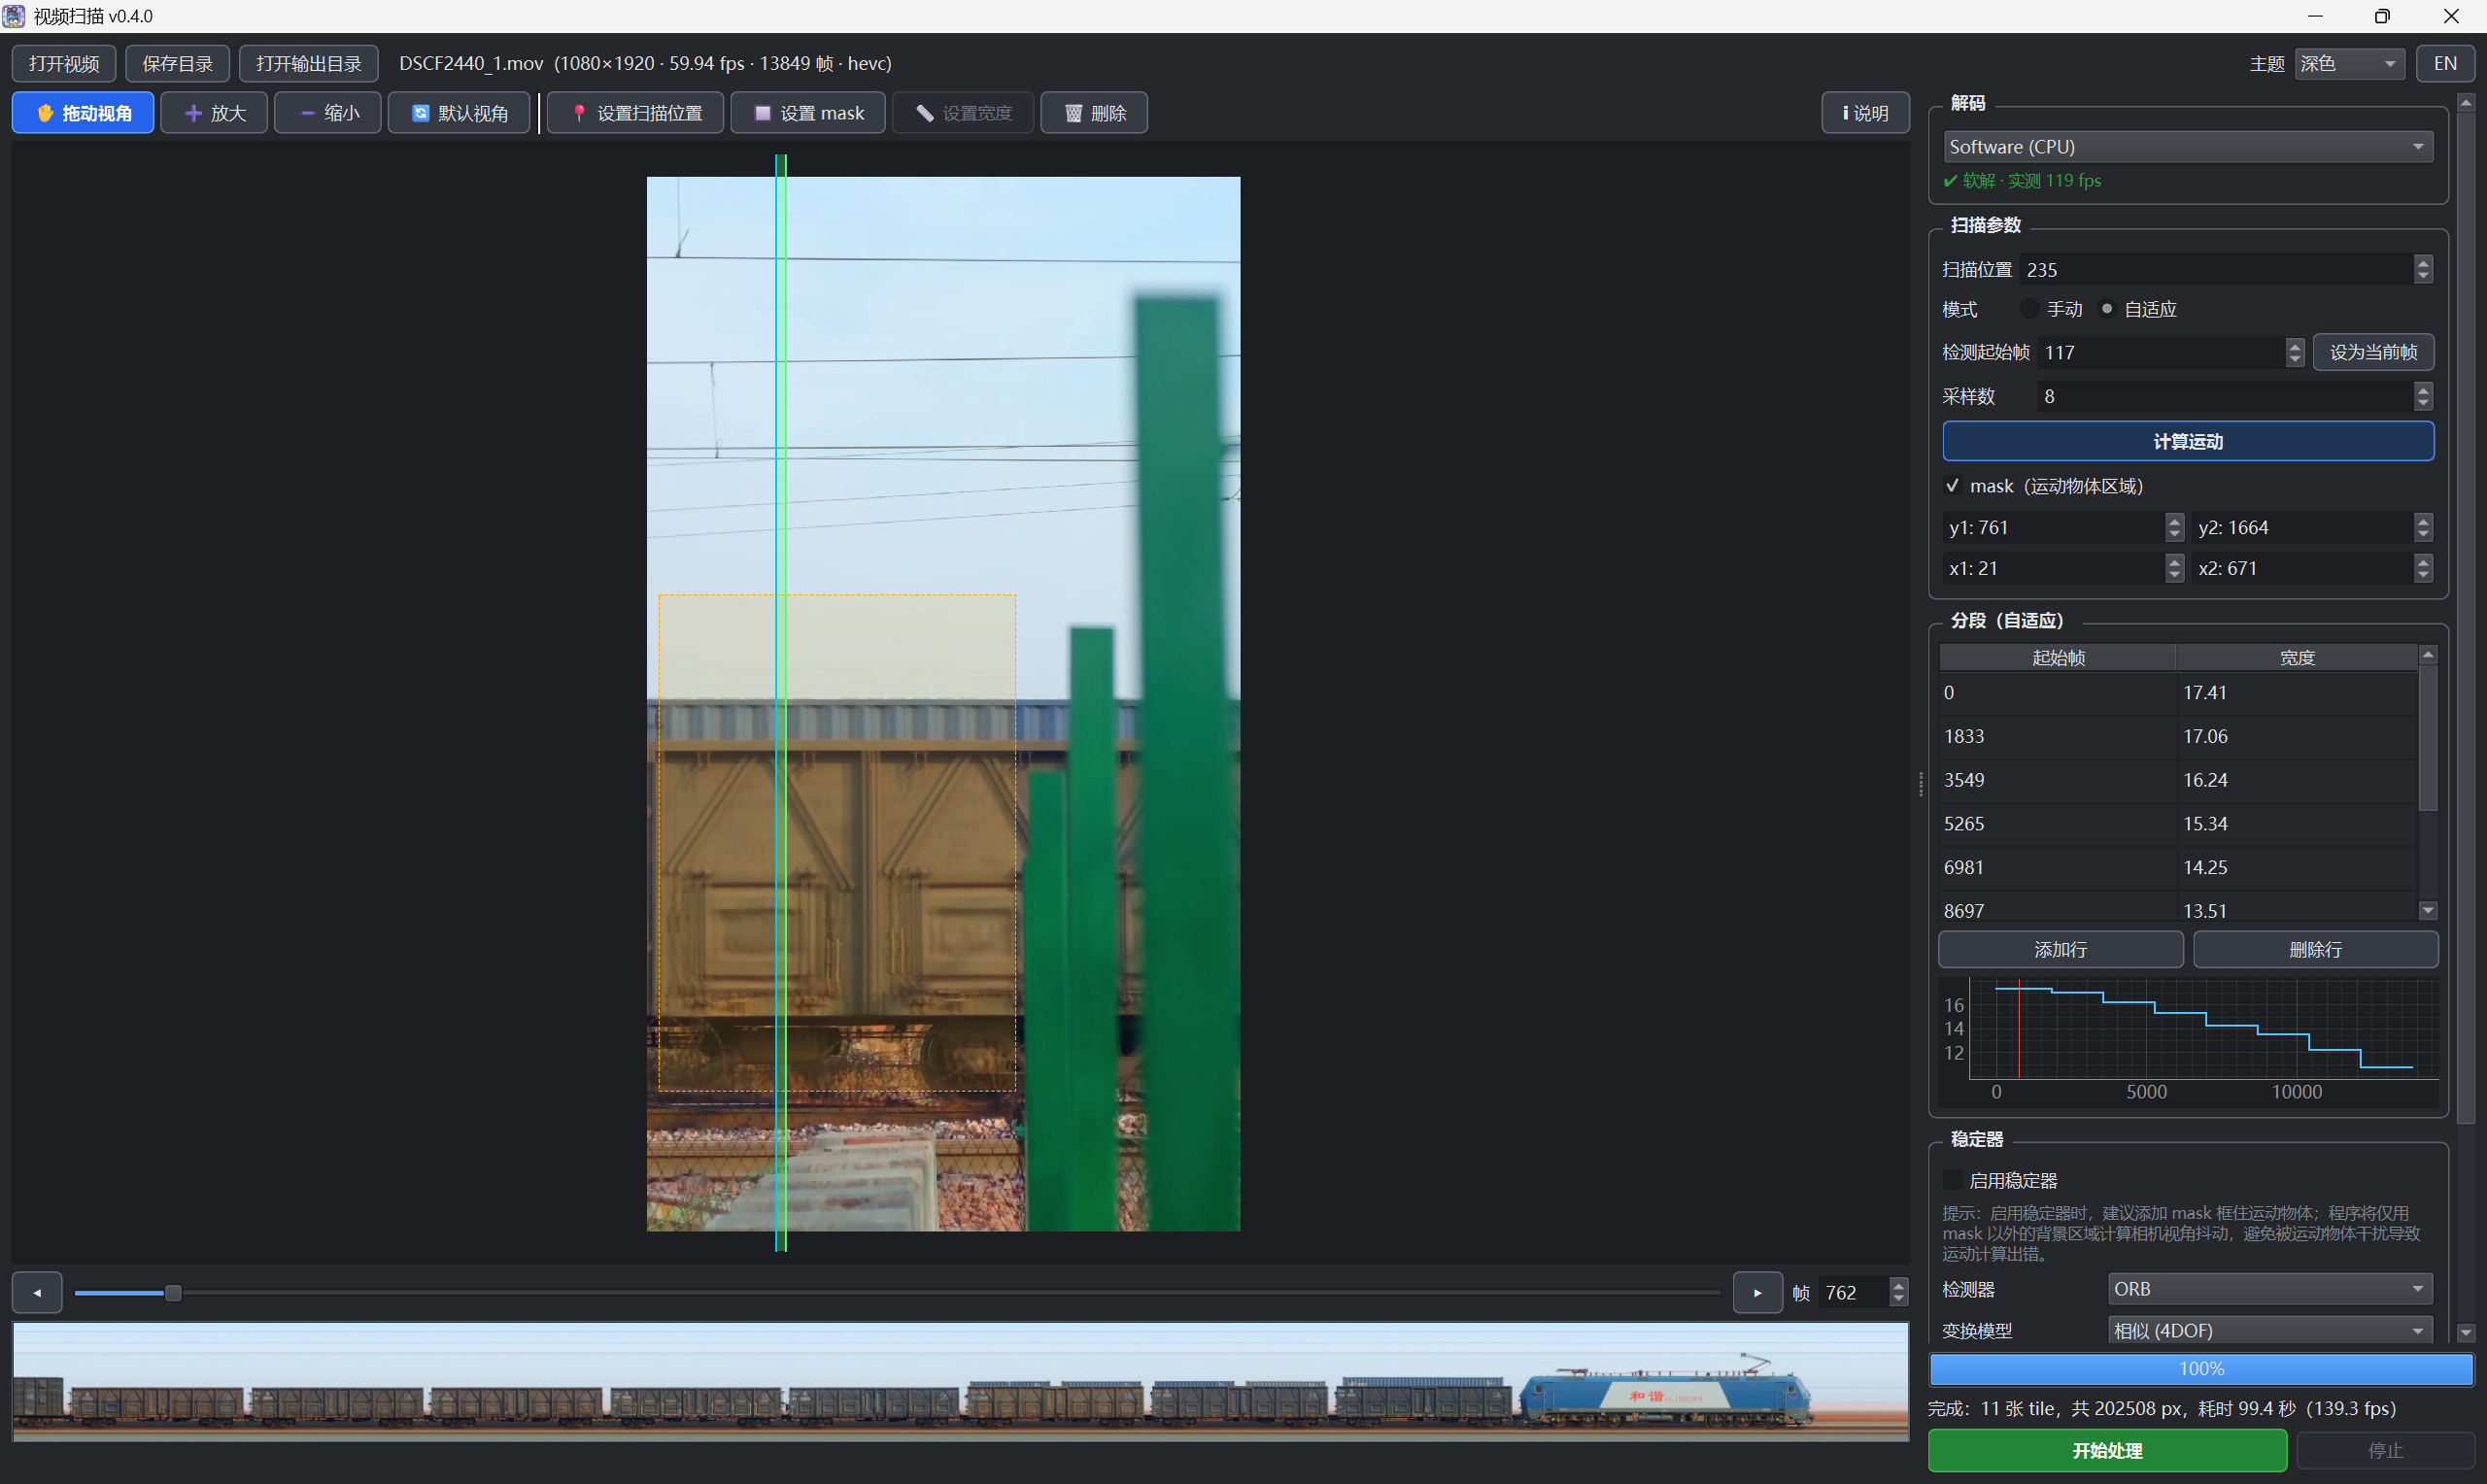 视频扫描 v0.4.0
打开视频 保存目录 打开输出目录 DSCF2440_1.mov (1080×1920 · 59.94 fps · 13849 帧 · hevc) 主题 深色 EN
拖动视角 放大 缩小 默认视角 设置扫描位置 设置 mask 设置宽度 删除 i 说明
解码
Software (CPU)
✔ 软解 · 实测 119 fps
扫描参数
扫描位置 235
模式 手动 自适应
检测起始帧 117 设为当前帧
采样数 8
计算运动
mask（运动物体区域）
y1: 761 y2: 1664
x1: 21 x2: 671
分段（自适应）
起始帧 宽度
0 17.41
1833 17.06
3549 16.24
5265 15.34
6981 14.25
8697 13.51
添加行 删除行
16
14
12
0 5000 10000
稳定器
启用稳定器
提示：启用稳定器时，建议添加 mask 框住运动物体；程序将仅用
mask 以外的背景区域计算相机视角抖动，避免被运动物体干扰导致
运动计算出错。
检测器 ORB
变换模型 相似 (4DOF)
帧 762
和谐
100%
完成：11 张 tile，共 202508 px，耗时 99.4 秒（139.3 fps）
开始处理 停止